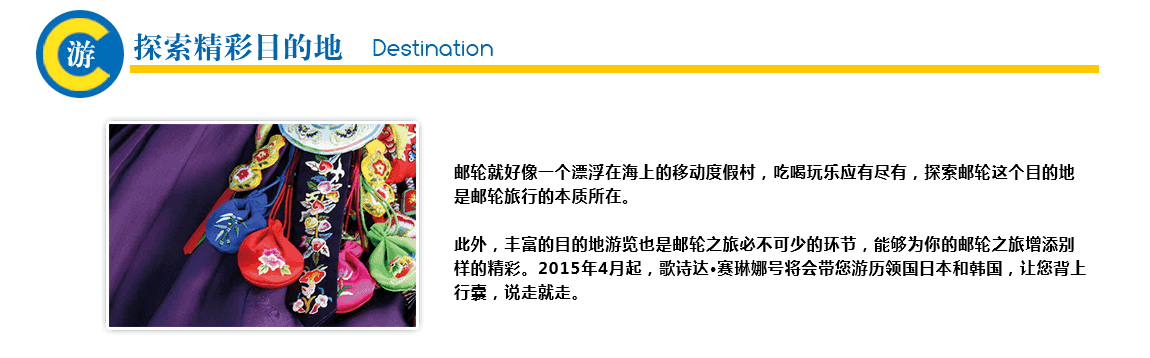 游
探索精彩目的地 Destination
邮轮就好像一个漂浮在海上的移动度假村，吃喝玩乐应有尽有，探索邮轮这个目的地
是邮轮旅行的本质所在。
此外，丰富的目的地游览也是邮轮之旅必不可少的环节，能够为你的邮轮之旅增添别
样的精彩。2015年4月起，歌诗达•赛琳娜号将会带您游历领国日本和韩国，让您背上
行囊，说走就走。